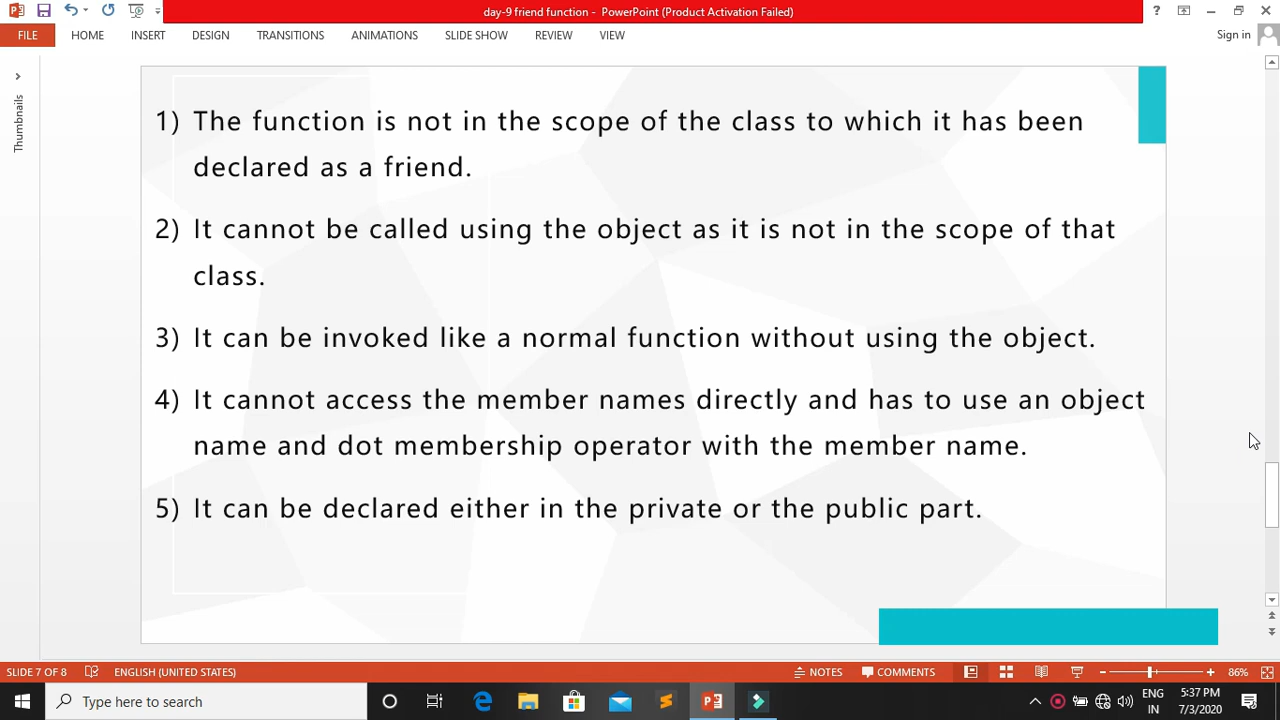 day-9 friend function - PowerPoint (Product Activation Failed)
?
FILE HOME INSERT DESIGN TRANSITIONS ANIMATIONS SLIDE SHOW REVIEW VIEW
Sign in
Thumbnails
1) The function is not in the scope of the class to which it has been
declared as a friend.
2) It cannot be called using the object as it is not in the scope of that
class.
3) It can be invoked like a normal function without using the object.
4) It cannot access the member names directly and has to use an object
name and dot membership operator with the member name.
5) It can be declared either in the private or the public part.
SLIDE 7 OF 8 ENGLISH (UNITED STATES) NOTES COMMENTS 86%
Type here to search
ENG
IN
5:37 PM
7/3/2020